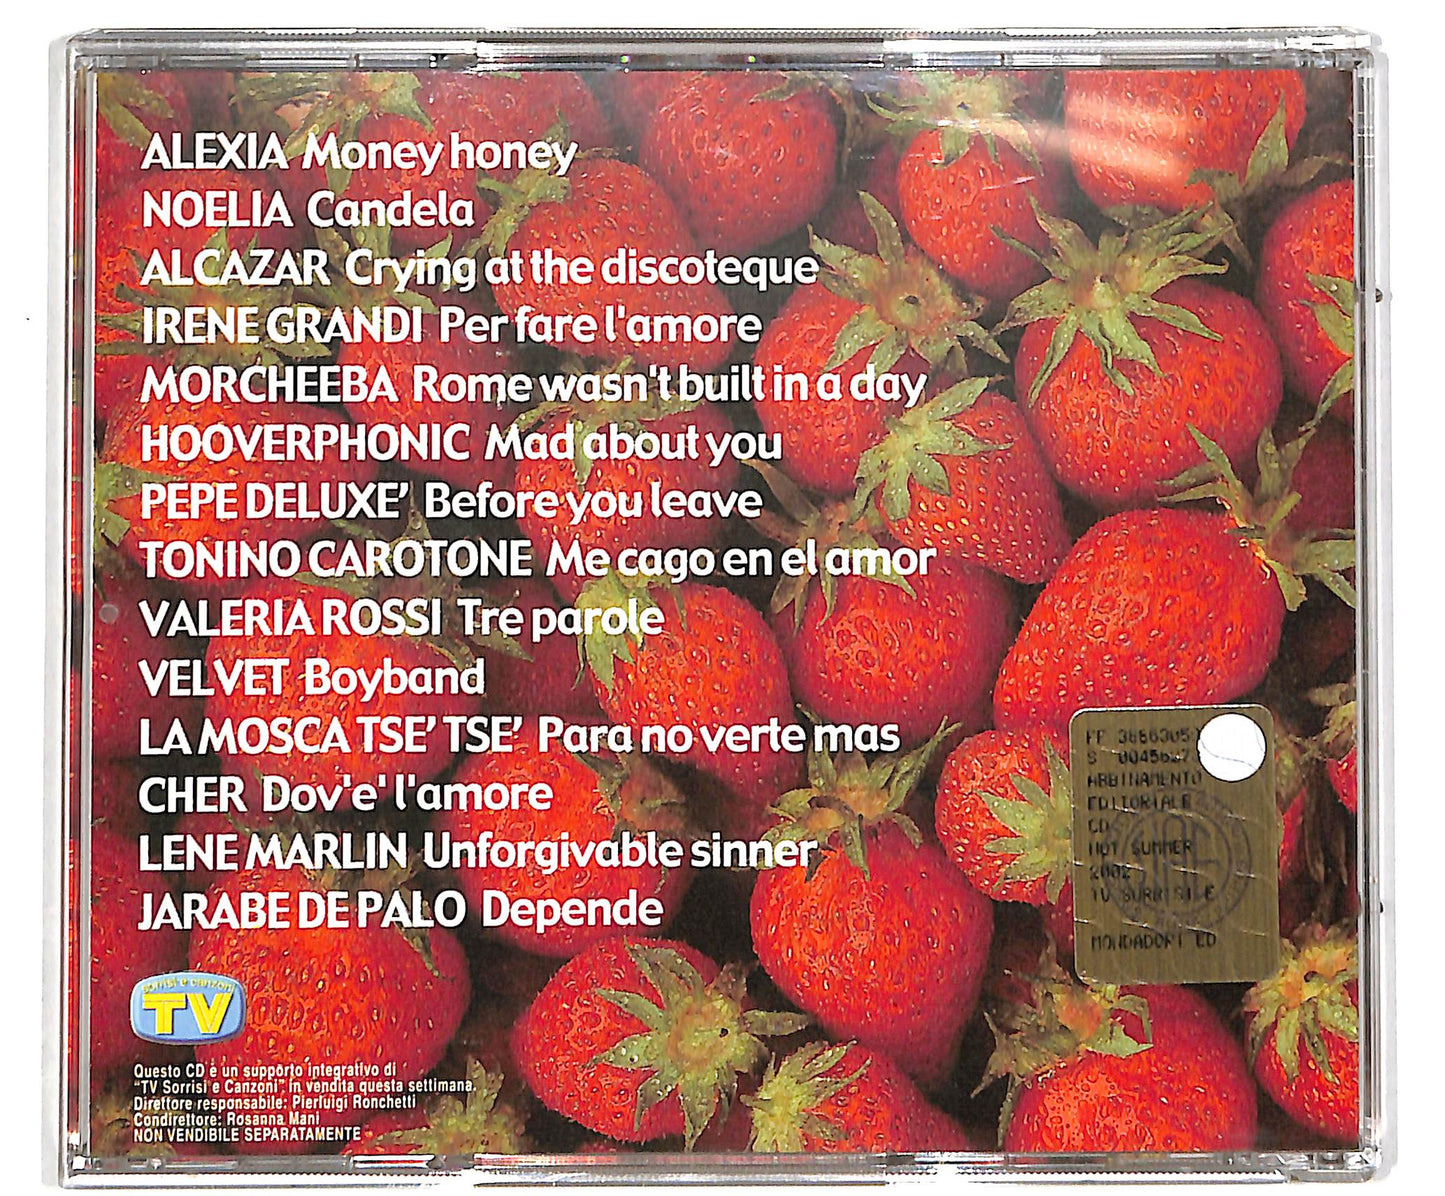 ALEXIA Money honey
NOELIA Candela
ALCAZAR Crying at the discoteque
IRENE GRANDI Per fare l'amore
MORCHEEBA Rome wasn't built in a day
HOOVERPHONIC Mad about you
PEPE DELUXE' Before you leave
TONINO CAROTONE Me cago en el amor
VALERIA ROSSI Tre parole
VELVET Boyband
LA MOSCA TSE' TSE' Para no verte mas
CHER Dov'e' l'amore
LENE MARLIN Unforgivable sinner
JARABE DE PALO Depende
ABBINAMENTO
EDITORIALE
CD
HOT SUMMER
2002
TV SORRISI E
MONDADORI ED
sorrisi e canzoni
TV
Questo CD è un supporto integrativo di
"TV Sorrisi e Canzoni" in vendita questa settimana.
Direttore responsabile: Pierluigi Ronchetti
Condirettore: Rosanna Mani
NON VENDIBILE SEPARATAMENTE